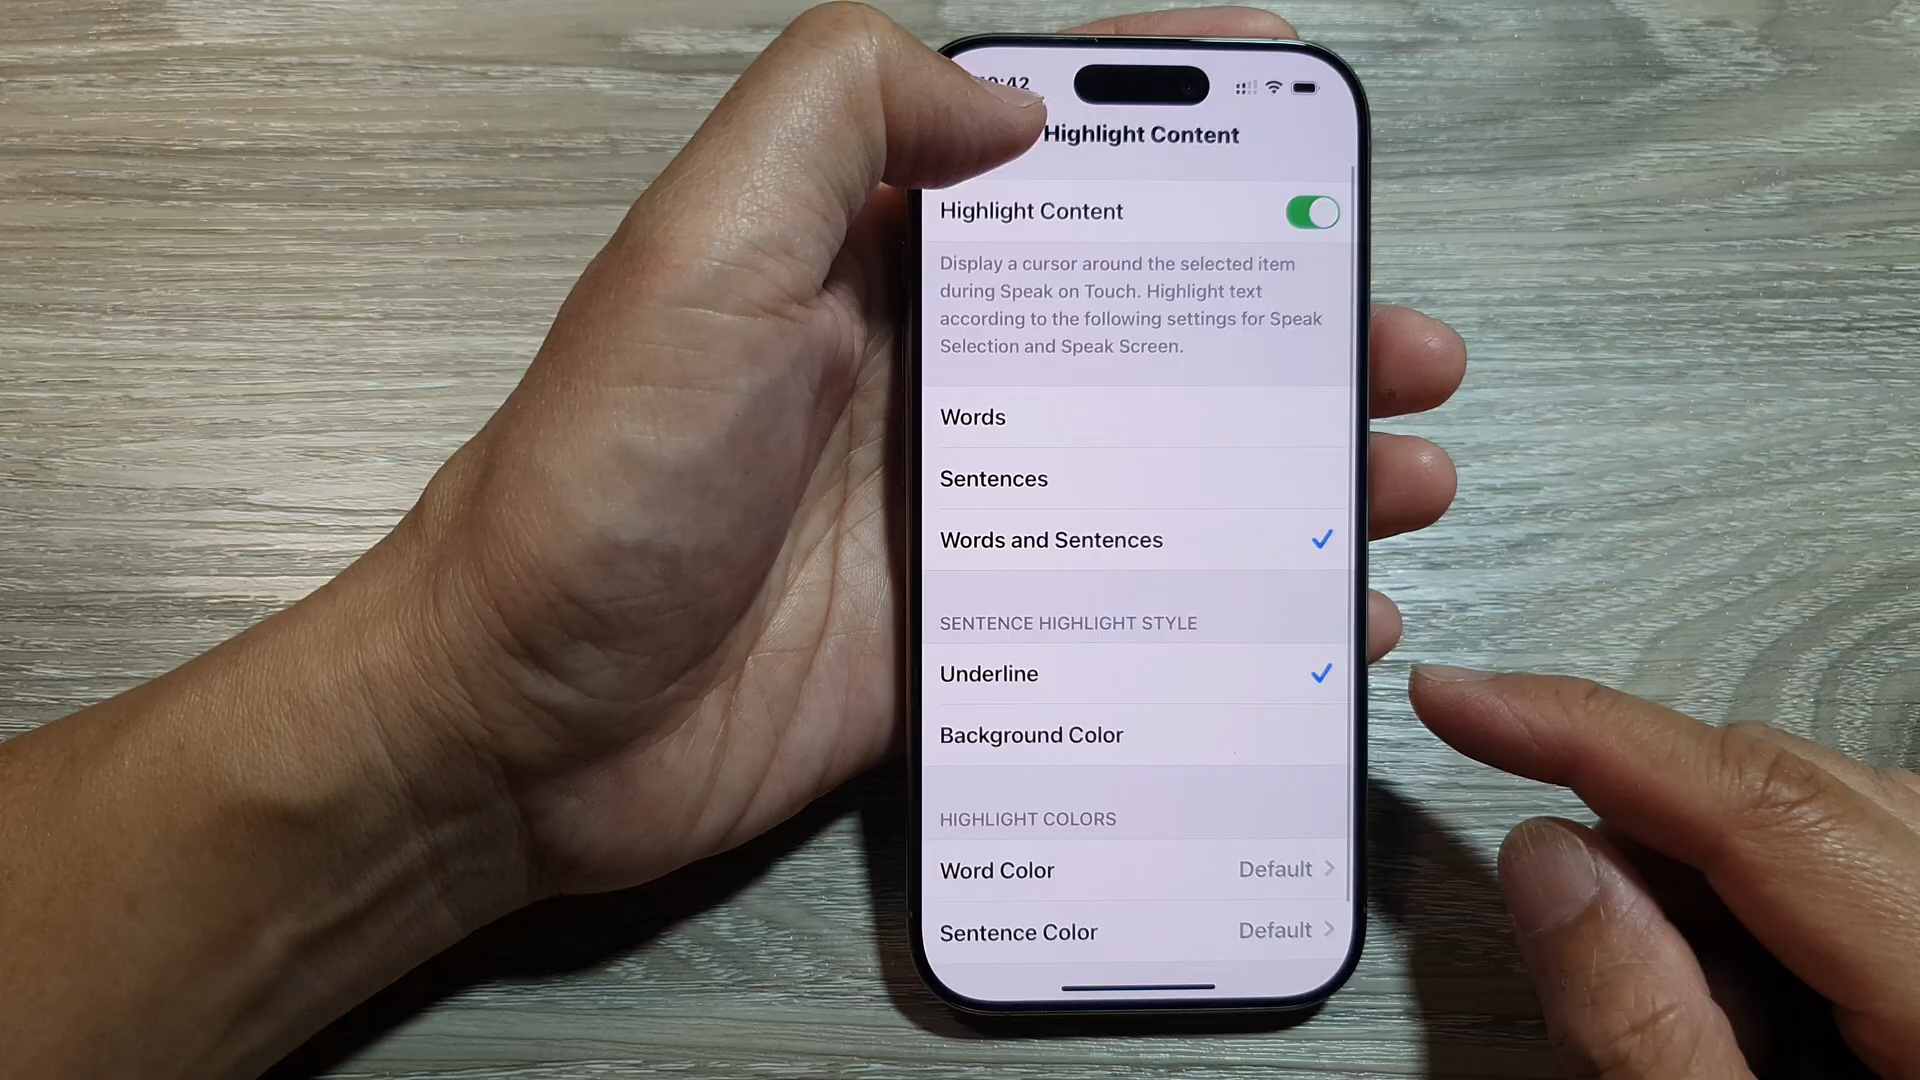 Highlight Content
Highlight Content
Display a cursor around the selected item
during Speak on Touch. Highlight text
according to the following settings for Speak
Selection and Speak Screen.
Words
Sentences
Words and Sentences
SENTENCE HIGHLIGHT STYLE
Underline
Background Color
HIGHLIGHT COLORS
Word Color Default
Sentence Color Default